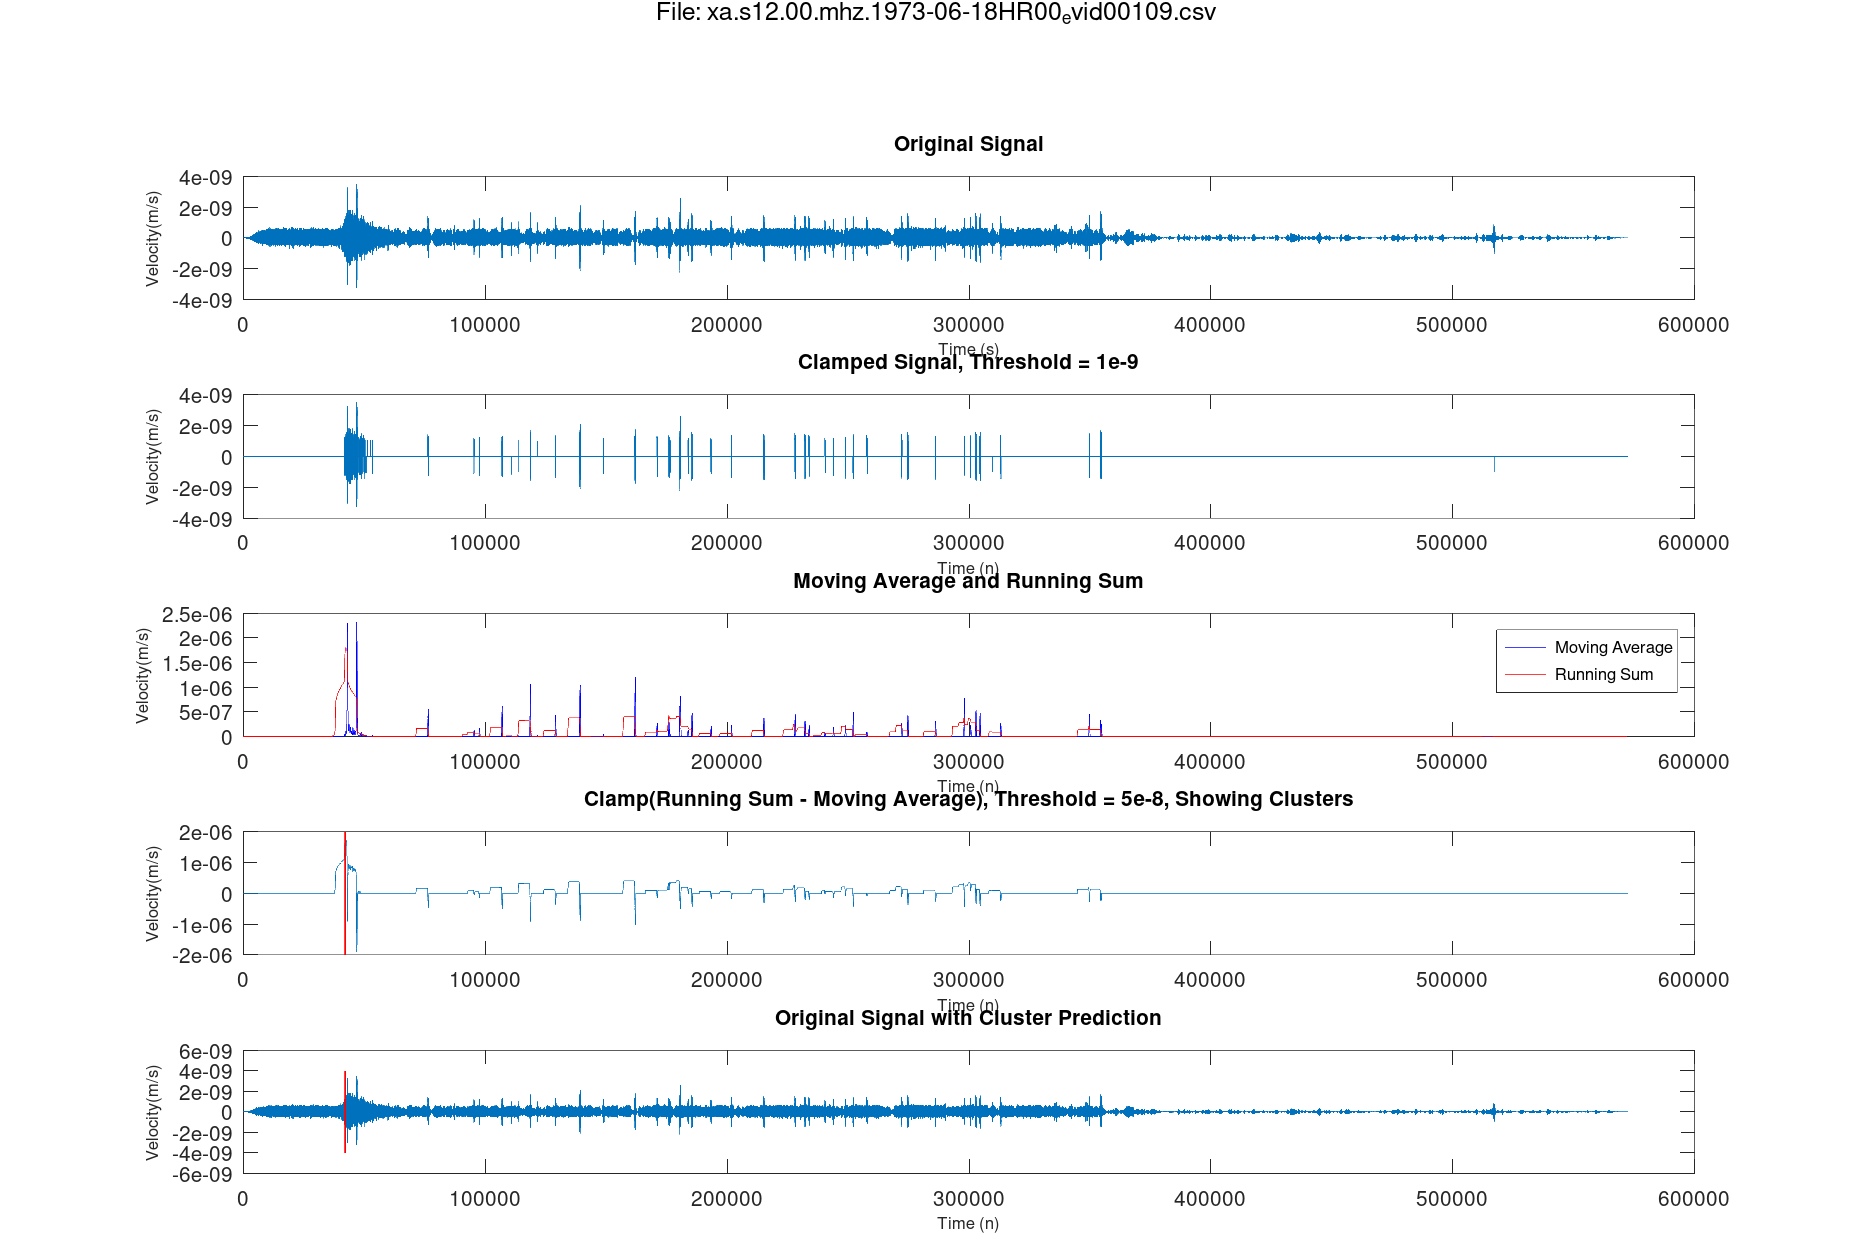 File: xa.s12.00.mhz.1973-06-18HR00evid00109.csv
Original Signal
Velocity(m/s)
4e-09
2e-09
0
-2e-09
-4e-09
0 100000 200000 300000 400000 500000 600000
Time (s)
Clamped Signal, Threshold = 1e-9
Velocity(m/s)
4e-09
2e-09
0
-2e-09
-4e-09
0 100000 200000 300000 400000 500000 600000
Time (n)
Moving Average and Running Sum
Velocity(m/s)
2.5e-06
2e-06
1.5e-06
1e-06
5e-07
0
Moving Average
Running Sum
0 100000 200000 300000 400000 500000 600000
Time (n)
Clamp(Running Sum - Moving Average), Threshold = 5e-8, Showing Clusters
Velocity(m/s)
2e-06
1e-06
0
-1e-06
-2e-06
0 100000 200000 300000 400000 500000 600000
Time (n)
Original Signal with Cluster Prediction
Velocity(m/s)
6e-09
4e-09
2e-09
0
-2e-09
-4e-09
-6e-09
0 100000 200000 300000 400000 500000 600000
Time (n)